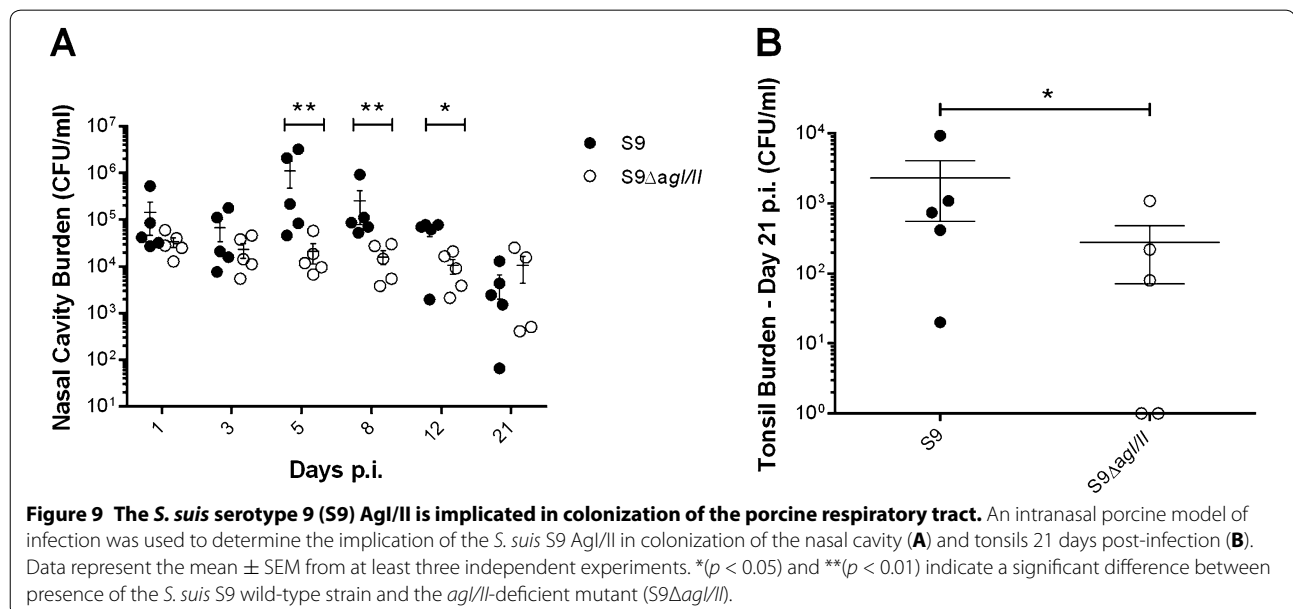 A
B
Nasal Cavity Burden (CFU/ml)
10⁷
10⁶
10⁵
10⁴
10³
10²
10¹
** ** *
1 3 5 8 12 21
Days p.i.
S9
S9ΔagI/II
Tonsil Burden - Day 21 p.i. (CFU/ml)
10⁴
10³
10²
10¹
10⁰
*
S9
S9ΔagI/II
Figure 9 The S. suis serotype 9 (S9) AgI/II is implicated in colonization of the porcine respiratory tract. An intranasal porcine model of
infection was used to determine the implication of the S. suis S9 AgI/II in colonization of the nasal cavity (A) and tonsils 21 days post-infection (B).
Data represent the mean ± SEM from at least three independent experiments. *(p < 0.05) and **(p < 0.01) indicate a significant difference between
presence of the S. suis S9 wild-type strain and the agI/II-deficient mutant (S9ΔagI/II).